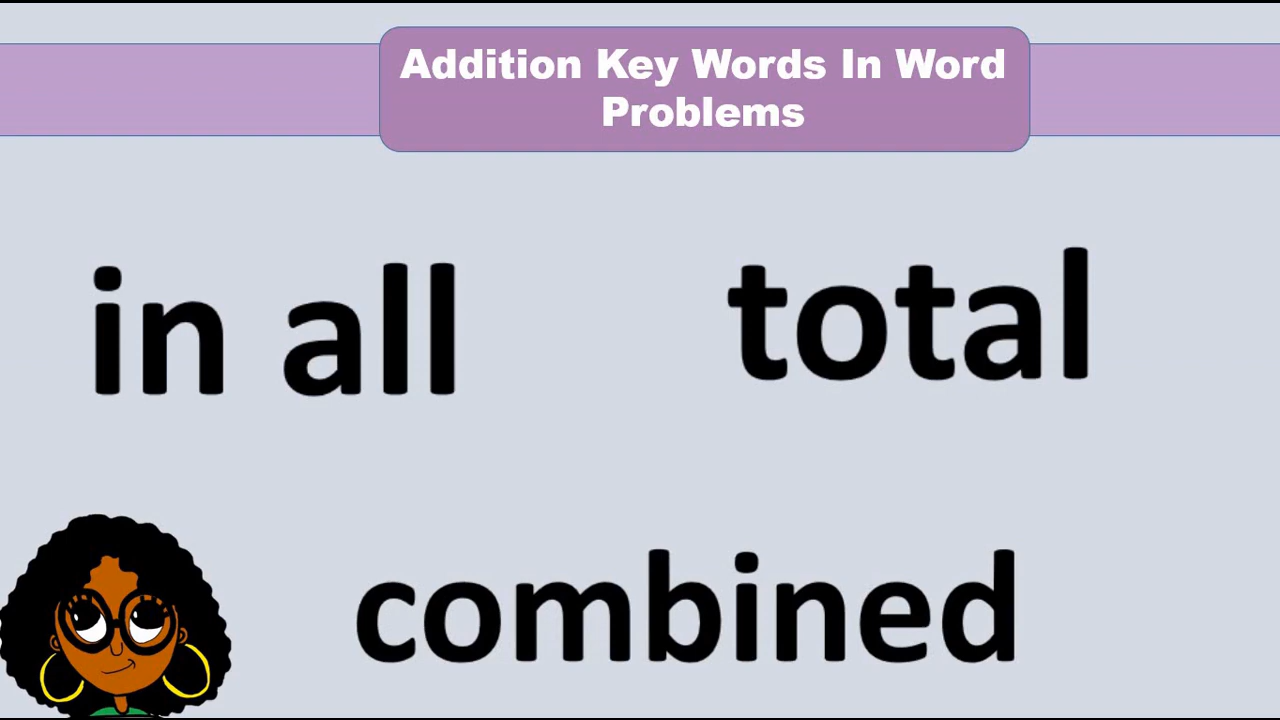 Addition Key Words In Word
Problems
in all
total
combined